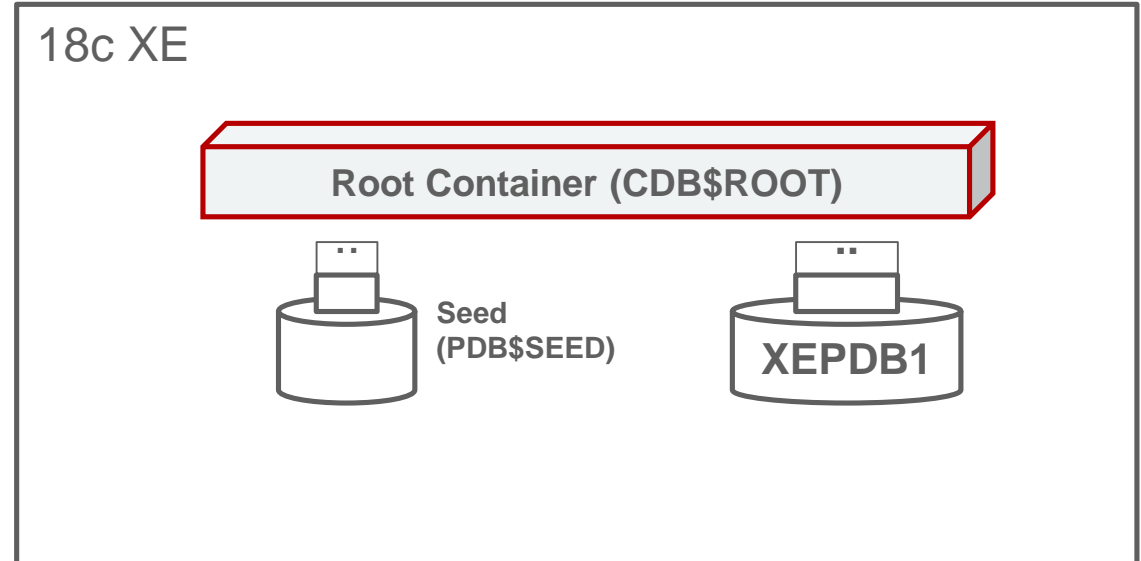 18c XE
Root Container (CDB$ROOT)
Seed
(PDB$SEED)
XEPDB1